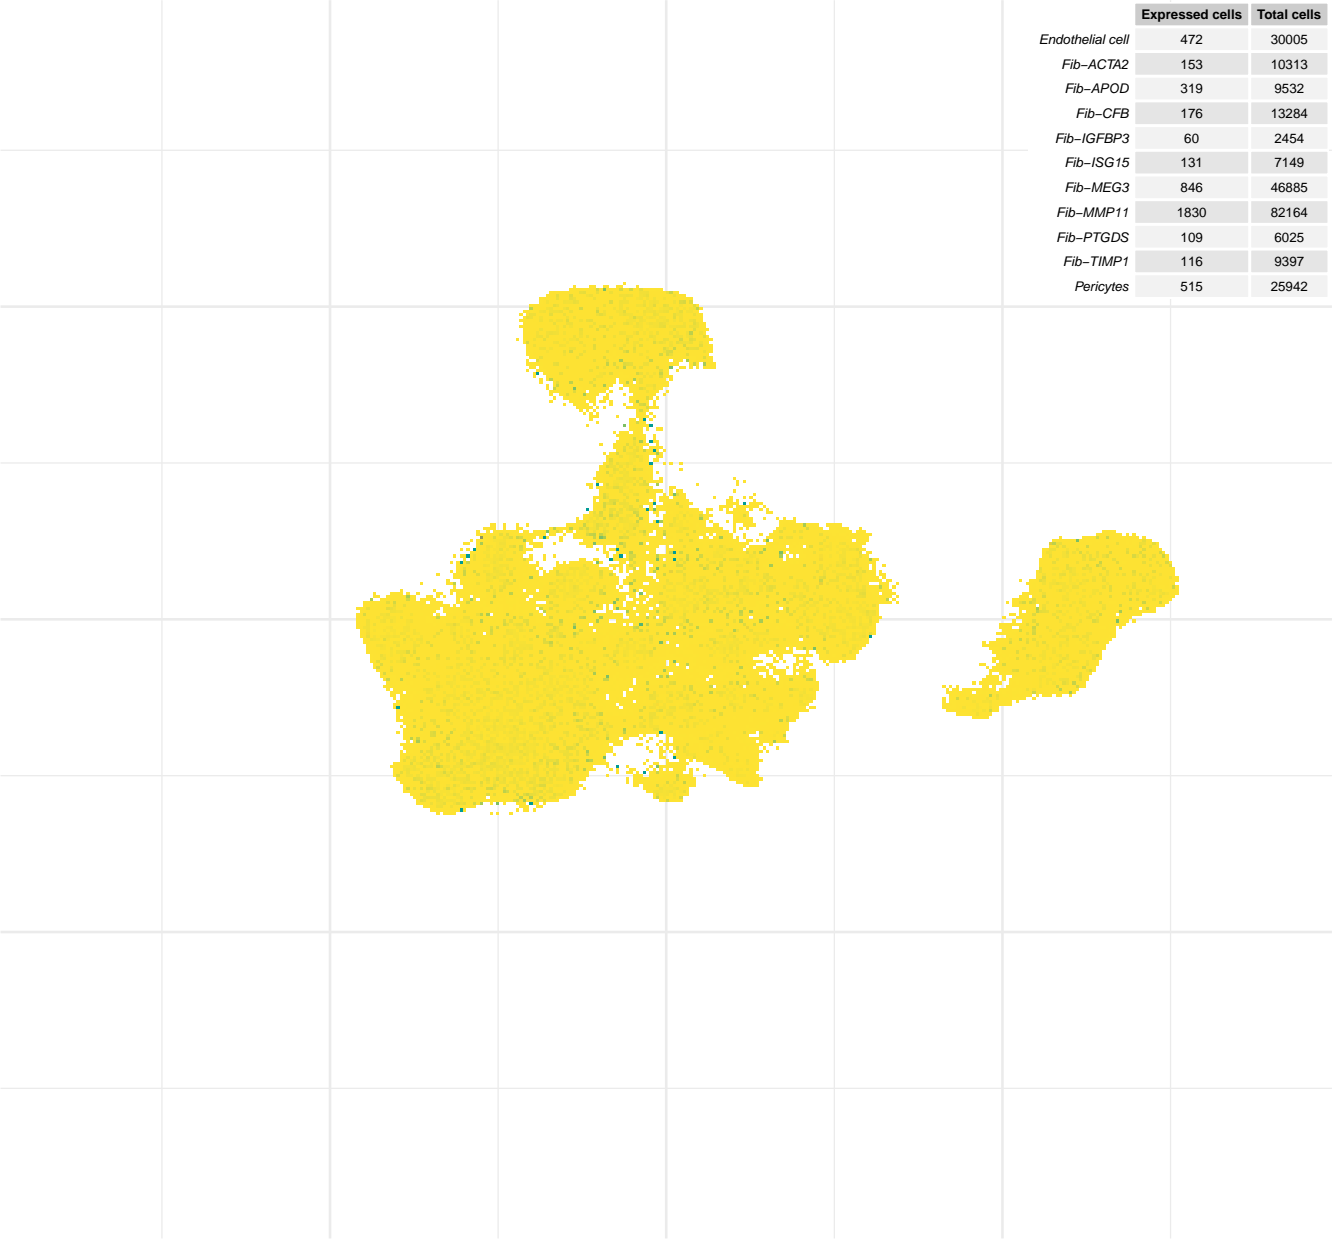 Expressed cells Total cells
Endothelial cell 472 30005
Fib−ACTA2 153 10313
Fib−APOD 319 9532
Fib−CFB 176 13284
Fib−IGFBP3 60 2454
Fib−ISG15 131 7149
Fib−MEG3 846 46885
Fib−MMP11 1830 82164
Fib−PTGDS 109 6025
Fib−TIMP1 116 9397
Pericytes 515 25942